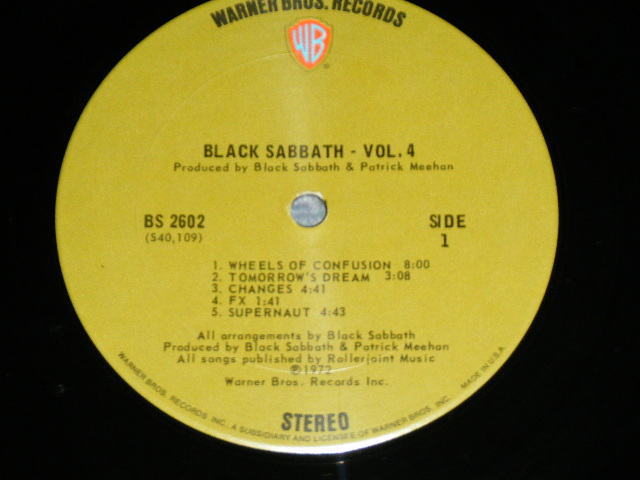 WARNER BROS. RECORDS
WB
®
BLACK SABBATH - VOL. 4
Produced by Black Sabbath & Patrick Meehan
BS 2602
(S40,109)
SIDE
1
1. WHEELS OF CONFUSION 8:00
2. TOMORROW'S DREAM 3:08
3. CHANGES 4:41
4. FX 1:41
5. SUPERNAUT 4:43
All arrangements by Black Sabbath
Produced by Black Sabbath & Patrick Meehan
All songs published by Rollerjoint Music
℗1972
Warner Bros. Records Inc.
STEREO
WARNER BROS. RECORDS INC., A SUBSIDIARY AND LICENSEE OF WARNER BROS. INC. MADE IN U.S.A.